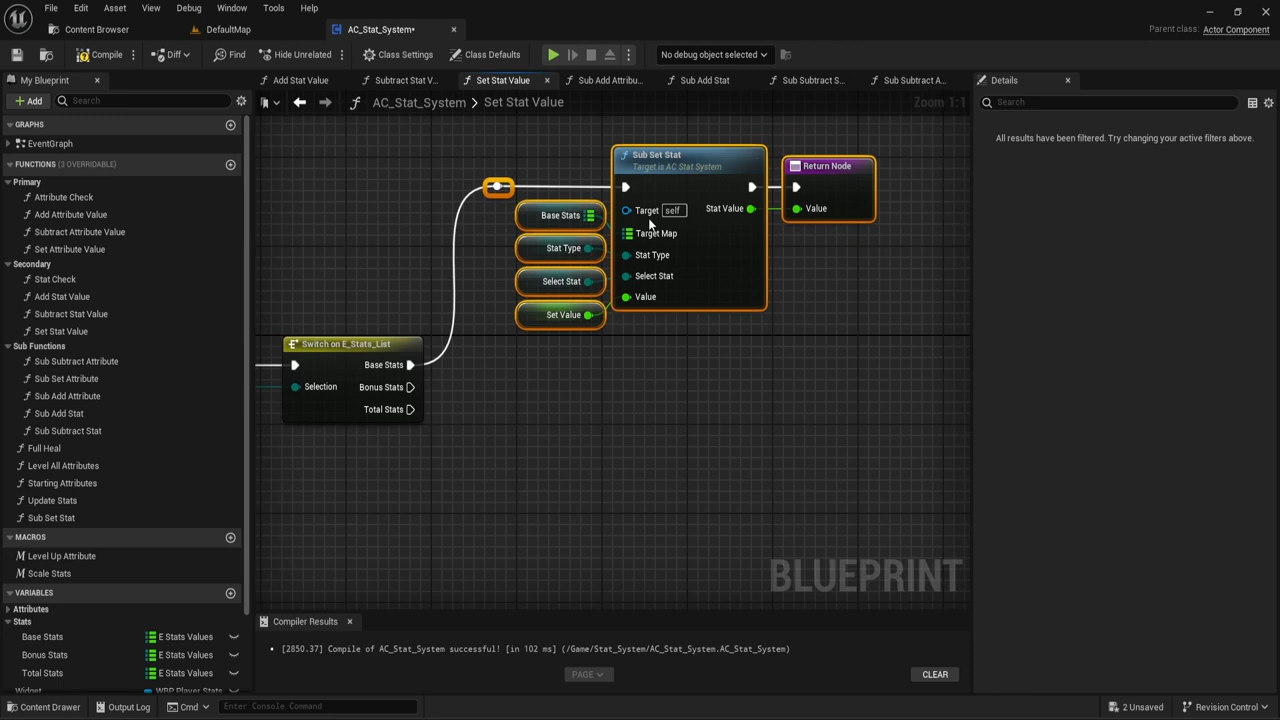 File Edit Asset View Debug Window Tools Help
Content Browser DefaultMap AC_Stat_System* Parent class: Actor Component
Compile Diff Find Hide Unrelated Class Settings Class Defaults No debug object selected
My Blueprint Add Stat Value Subtract Stat V... Set Stat Value Sub Add Attribu... Sub Add Stat Sub Subtract S... Sub Subtract A... Details
Add Search AC_Stat_System > Set Stat Value Zoom 1:1 Search
GRAPHS
EventGraph
All results have been filtered. Try changing your active filters above.
FUNCTIONS (3 OVERRIDABLE)
Primary
Attribute Check
Add Attribute Value
Subtract Attribute Value
Set Attribute Value
Secondary
Stat Check
Add Stat Value
Subtract Stat Value
Set Stat Value
Sub Functions
Sub Subtract Attribute
Sub Set Attribute
Sub Add Attribute
Sub Add Stat
Sub Subtract Stat
Full Heal
Level All Attributes
Starting Attributes
Update Stats
Sub Set Stat
MACROS
Level Up Attribute
Scale Stats
VARIABLES
Attributes
Stats
Base Stats E Stats Values
Bonus Stats E Stats Values
Total Stats E Stats Values
Widget WBP Player Stats
Sub Set Stat
Target is AC Stat System
Target self
Stat Value
Target Map
Stat Type
Select Stat
Value
Return Node
Value
Base Stats
Stat Type
Select Stat
Set Value
Switch on E_Stats_List
Base Stats
Selection Bonus Stats
Total Stats
BLUEPRINT
Compiler Results
[2850.37] Compile of AC_Stat_System successful! [in 102 ms] (/Game/Stat_System/AC_Stat_System.AC_Stat_System)
PAGE CLEAR
Content Drawer Output Log Cmd Enter Console Command 2 Unsaved Revision Control